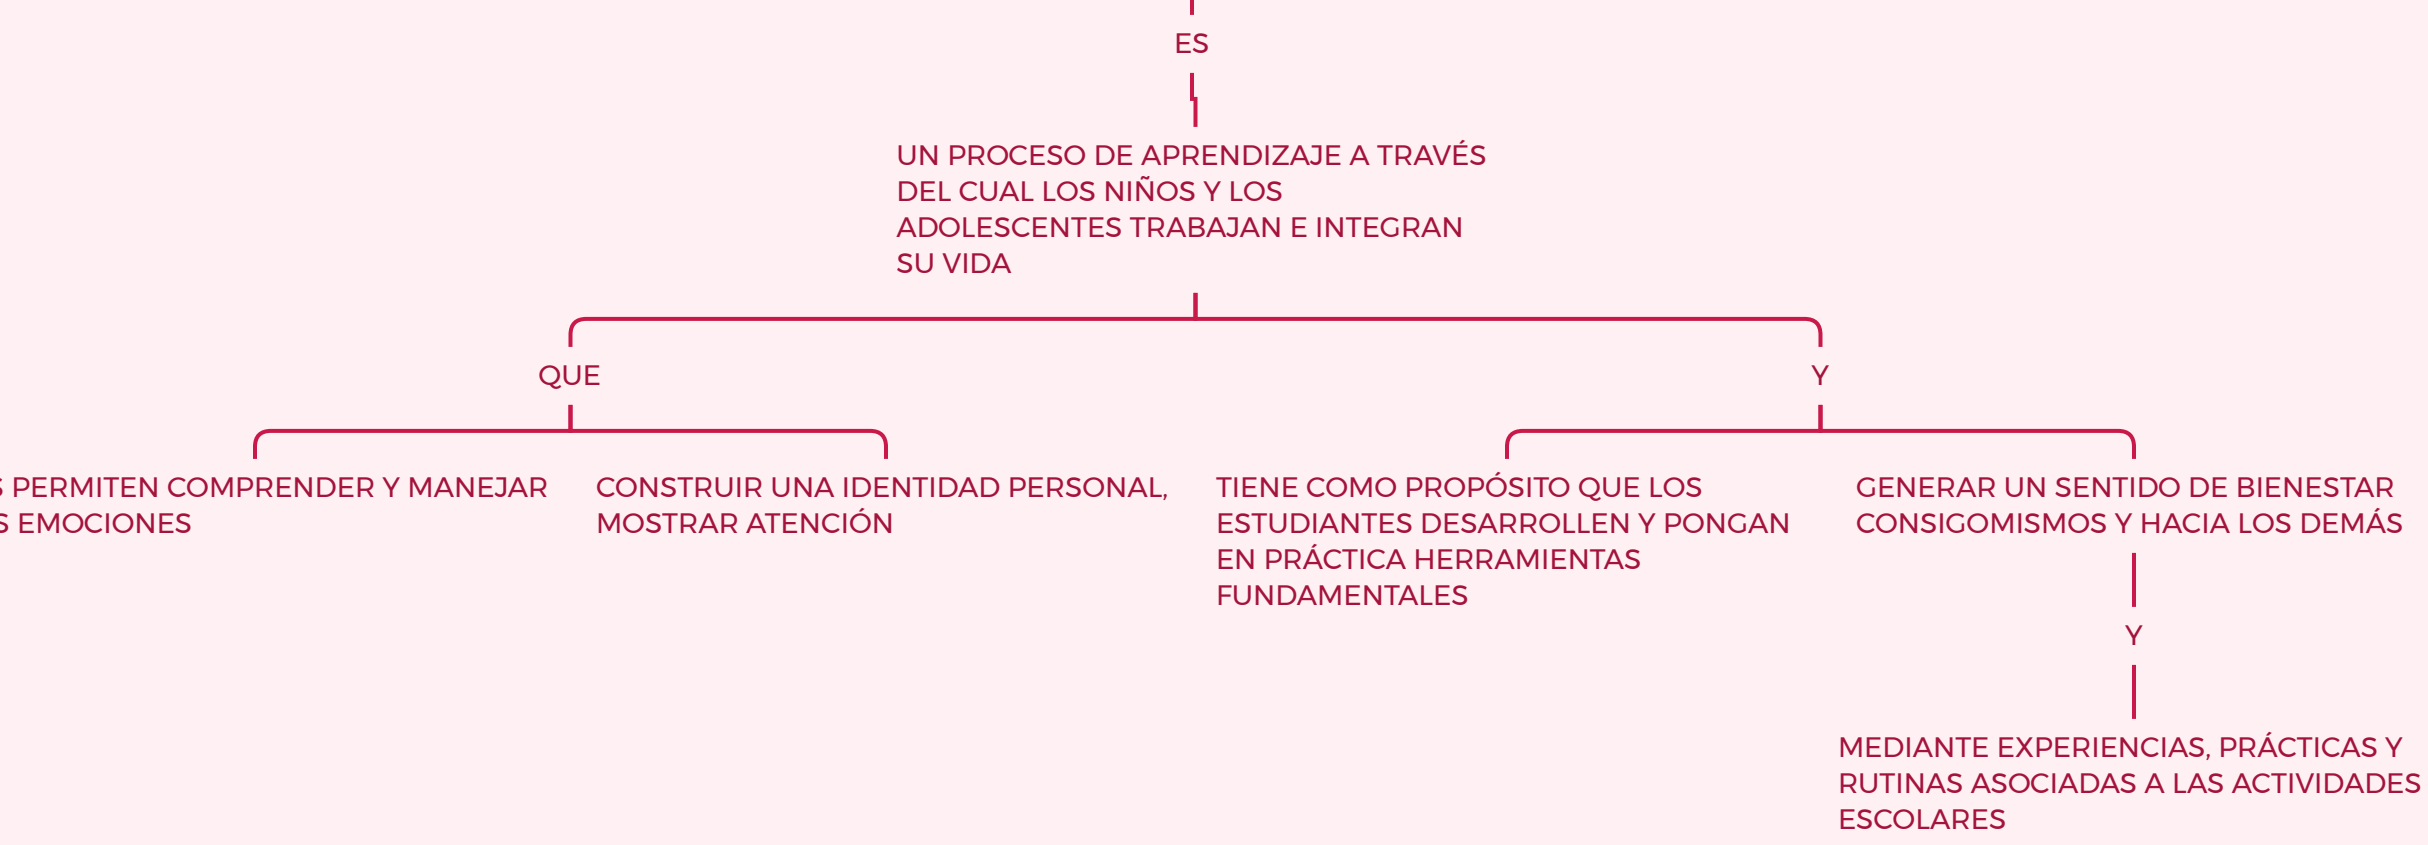 ES
UN PROCESO DE APRENDIZAJE A TRAVÉS
DEL CUAL LOS NIÑOS Y LOS
ADOLESCENTES TRABAJAN E INTEGRAN
SU VIDA
QUE
Y
PERMITEN COMPRENDER Y MANEJAR
EMOCIONES
CONSTRUIR UNA IDENTIDAD PERSONAL,
MOSTRAR ATENCIÓN
TIENE COMO PROPÓSITO QUE LOS
ESTUDIANTES DESARROLLEN Y PONGAN
EN PRÁCTICA HERRAMIENTAS
FUNDAMENTALES
GENERAR UN SENTIDO DE BIENESTAR
CONSIGOMISMOS Y HACIA LOS DEMÁS
Y
MEDIANTE EXPERIENCIAS, PRÁCTICAS Y
RUTINAS ASOCIADAS A LAS ACTIVIDADES
ESCOLARES